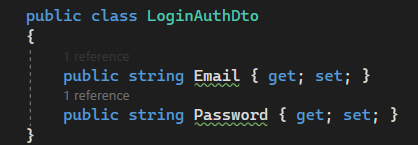 public class LoginAuthDto
{
1 reference
public string Email { get; set; }
1 reference
public string Password { get; set; }
}